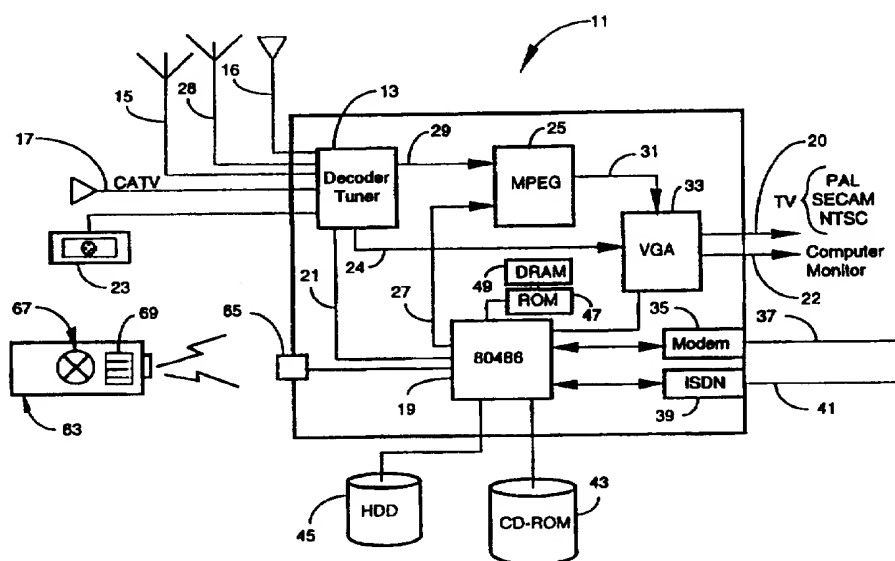 11
15
28
16
13
29
25
31
20
17
CATV
Decoder
Tuner
MPEG
33
TV
PAL
SECAM
NTSC
VGA
Computer
Monitor
23
21
24
49
DRAM
ROM
47
27
22
67
69
65
35
37
80486
Modem
19
ISDN
39
41
63
45
HDD
43
CD-ROM